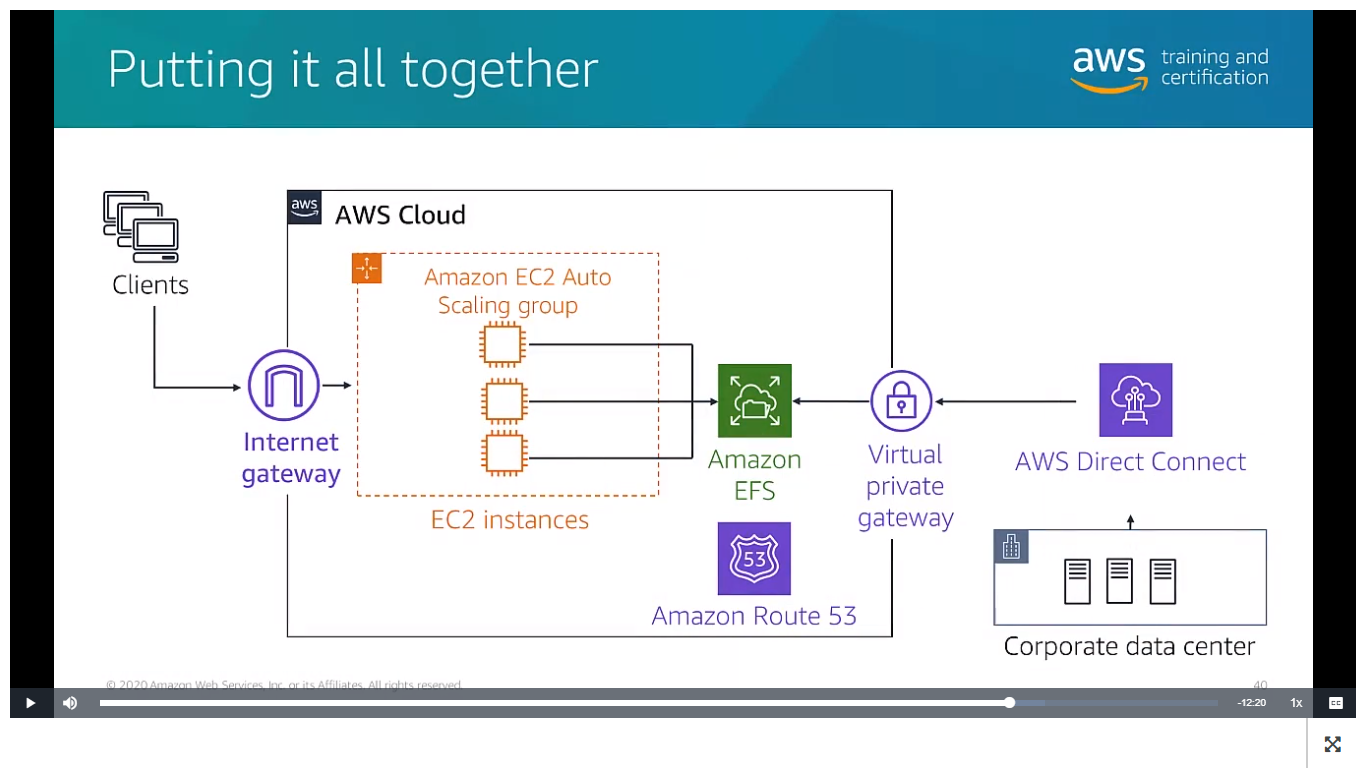 Putting it all together
aws training and
certification
aws
AWS Cloud
Clients
Amazon EC2 Auto
Scaling group
Internet
gateway
EC2 instances
Amazon
EFS
53
Amazon Route 53
Virtual
private
gateway
AWS Direct Connect
Corporate data center
© 2020 Amazon Web Services, Inc. or its Affiliates. All rights reserved.
40
-12:20
1x
CC